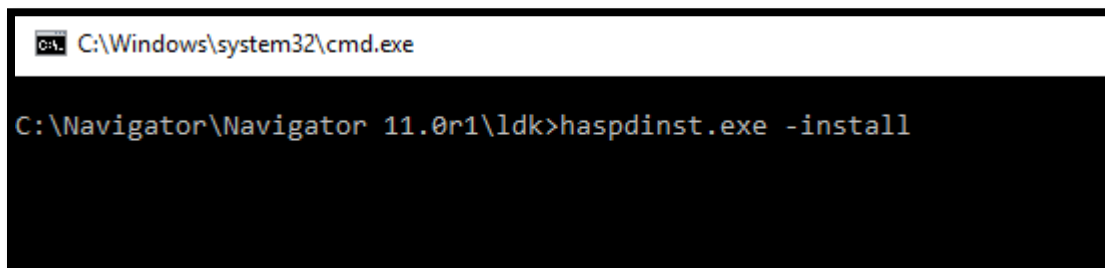 C:\Windows\system32\cmd.exe
C:\Navigator\Navigator 11.0r1\ldk>haspdinst.exe -install